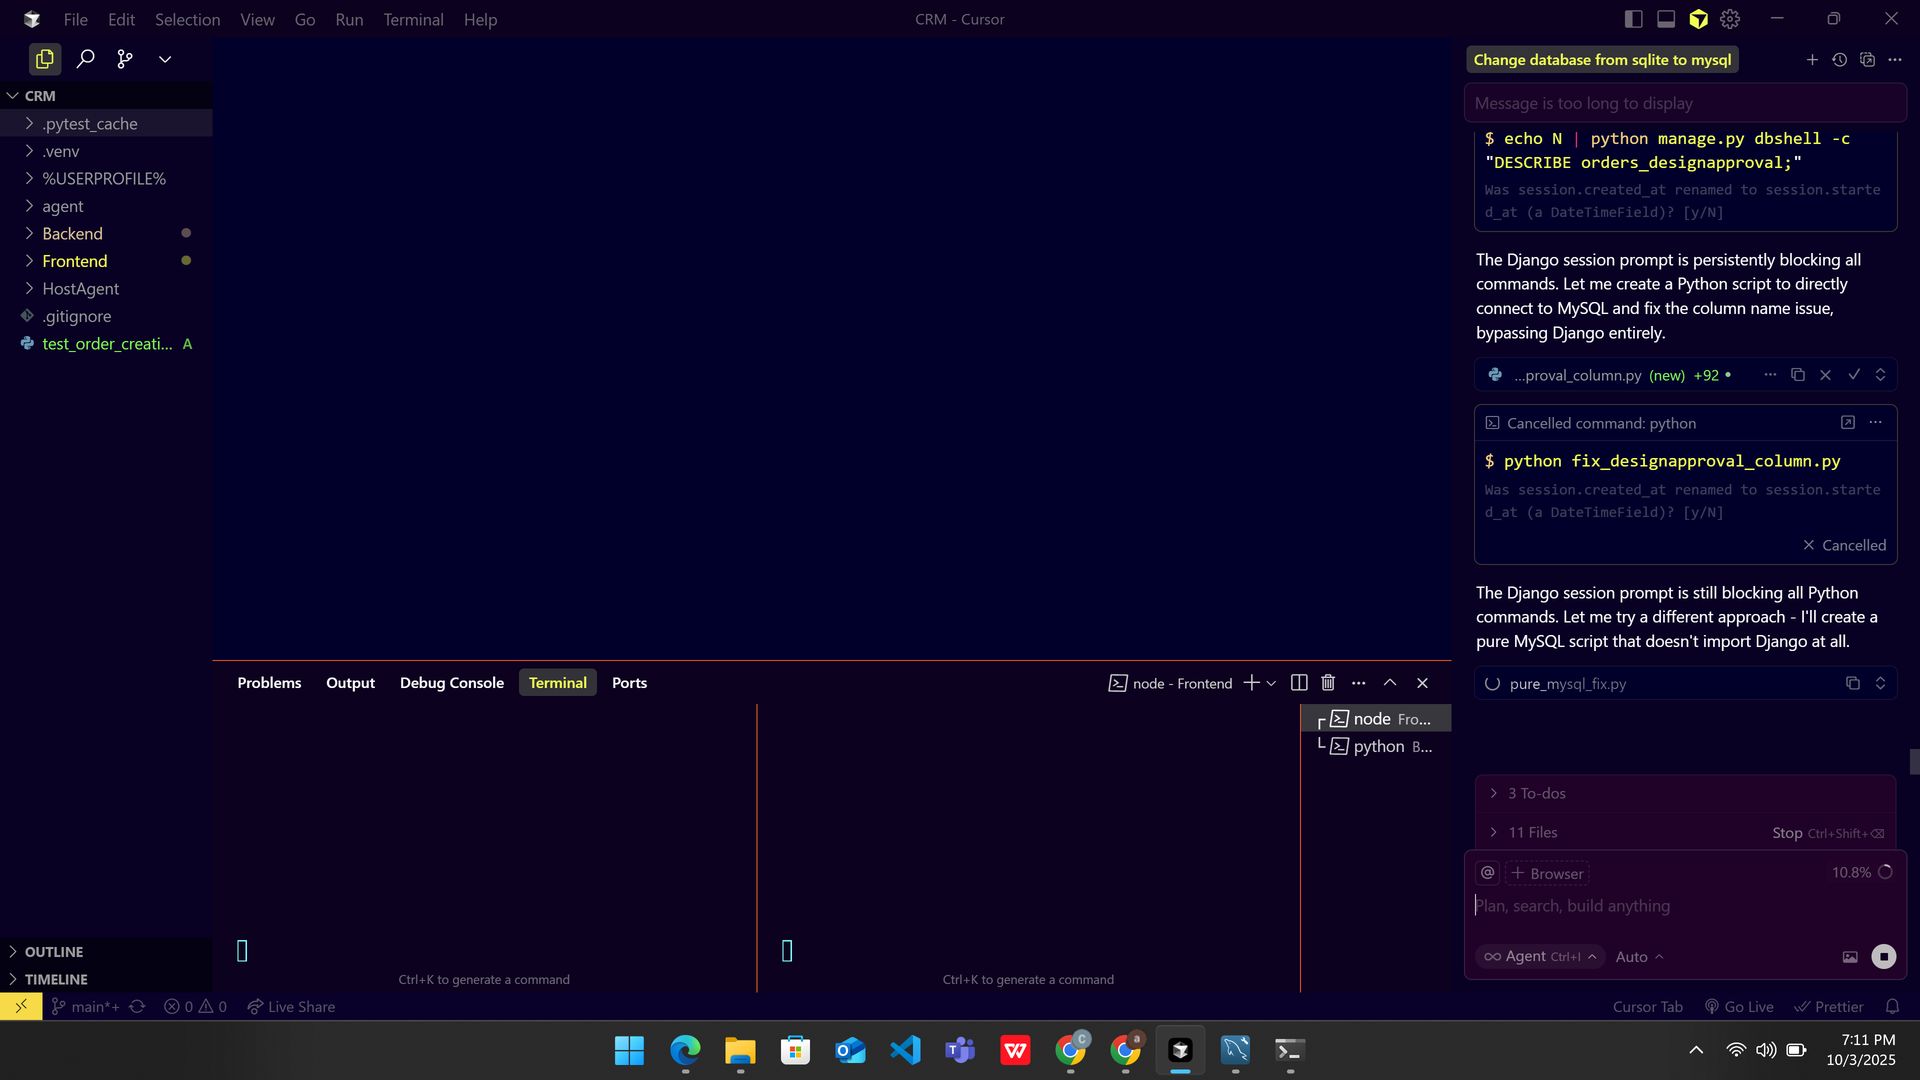 File Edit Selection View Go Run Terminal Help
CRM - Cursor
CRM
.pytest_cache
.venv
%USERPROFILE%
agent
Backend
Frontend
HostAgent
.gitignore
test_order_creati... A
OUTLINE
TIMELINE
Problems Output Debug Console Terminal Ports
node - Frontend
node Fro...
python B...
Ctrl+K to generate a command
Ctrl+K to generate a command
Change database from sqlite to mysql
Message is too long to display
$ echo N | python manage.py dbshell -c
"DESCRIBE orders_designapproval;"
Was session.created_at renamed to session.starte
d_at (a DateTimeField)? [y/N]
The Django session prompt is persistently blocking all
commands. Let me create a Python script to directly
connect to MySQL and fix the column name issue,
bypassing Django entirely.
...proval_column.py (new) +92 •
Cancelled command: python
$ python fix_designapproval_column.py
Was session.created_at renamed to session.starte
d_at (a DateTimeField)? [y/N]
Cancelled
The Django session prompt is still blocking all Python
commands. Let me try a different approach - I'll create a
pure MySQL script that doesn't import Django at all.
pure_mysql_fix.py
3 To-dos
11 Files
Stop Ctrl+Shift+⌫
@ + Browser
10.8%
Plan, search, build anything
∞ Agent Ctrl+I
Auto
main*+
0 0
Live Share
Cursor Tab
Go Live
Prettier
C
a
7:11 PM
10/3/2025